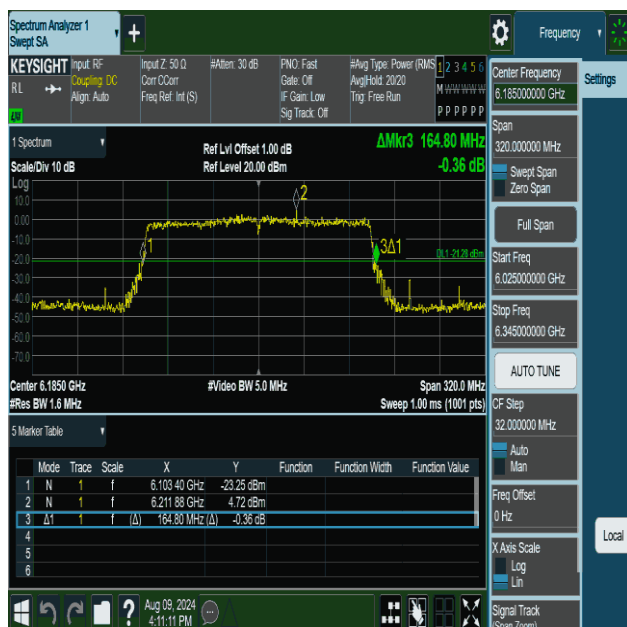 Spectrum Analyzer 1
Swept SA
+
Frequency
KEYSIGHT Input: RF Input Z: 50 Ω #Atten: 30 dB PNO: Fast #Avg Type: Power (RMS 1 2 3 4 5 6
RL Coupling: DC Corr CCorr Gate: Off Avg|Hold: 20/20 M W W W W W
Align: Auto Freq Ref: Int (S) IF Gain: Low Trig: Free Run
Sig Track: Off P P P P P P
1 Spectrum
Scale/Div 10 dB
Ref Lvl Offset 1.00 dB
Ref Level 20.00 dBm
ΔMkr3 164.80 MHz
-0.36 dB
Log
10.0
0.00
-10.0
-20.0
-30.0
-40.0
-50.0
-60.0
-70.0
1
2
3Δ1
DL1 -21.28 dBm
Center 6.1850 GHz #Video BW 5.0 MHz Span 320.0 MHz
#Res BW 1.6 MHz Sweep 1.00 ms (1001 pts)
5 Marker Table
Mode Trace Scale X Y Function Function Width Function Value
1 N 1 f 6.103 40 GHz -23.25 dBm
2 N 1 f 6.211 88 GHz 4.72 dBm
3 Δ1 1 f (Δ) 164.80 MHz (Δ) -0.36 dB
4
5
6
Aug 09, 2024
4:11:11 PM
?
Center Frequency
6.185000000 GHz
Settings
Span
320.000000 MHz
Swept Span
Zero Span
Full Span
Start Freq
6.025000000 GHz
Stop Freq
6.345000000 GHz
AUTO TUNE
CF Step
32.000000 MHz
Auto
Man
Freq Offset
0 Hz
X Axis Scale
Log
Lin
Local
Signal Track
(Span Zoom)